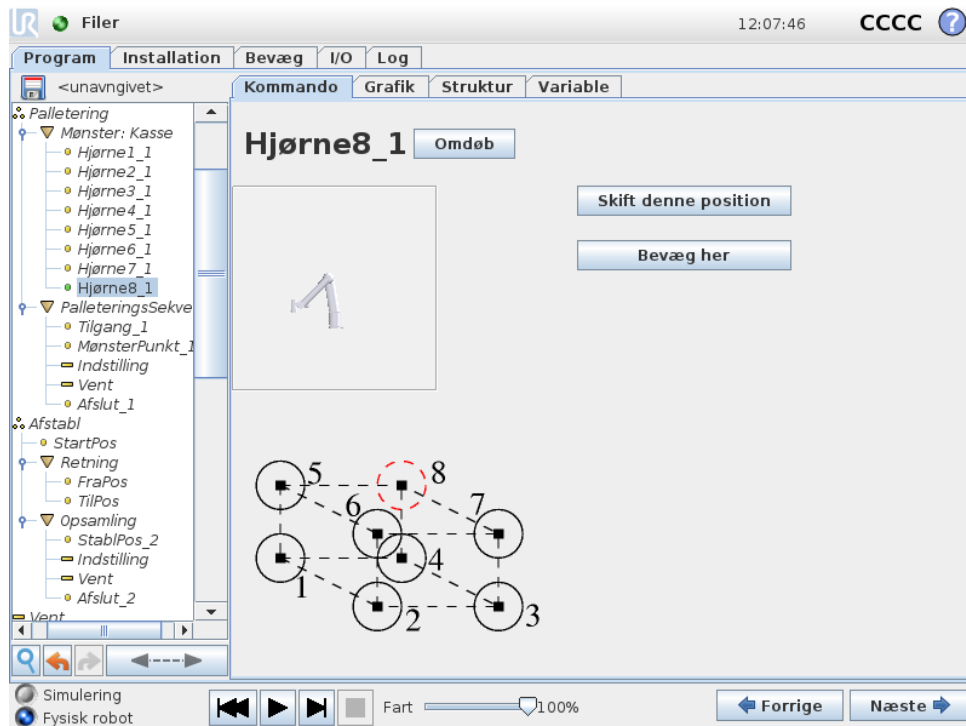 UR Filer 12:07:46 CCCC ?
Program Installation Bevæg I/O Log
<unavngivet>
Kommando Grafik Struktur Variable
Palletering
Mønster: Kasse
Hjørne1_1
Hjørne2_1
Hjørne3_1
Hjørne4_1
Hjørne5_1
Hjørne6_1
Hjørne7_1
Hjørne8_1
PalleteringsSekve
Tilgang_1
MønsterPunkt_1
Indstilling
Vent
Afslut_1
Afstabl
StartPos
Retning
FraPos
TilPos
Opsamling
StablPos_2
Indstilling
Vent
Afslut_2
Vent
Hjørne8_1 Omdøb
Skift denne position
Bevæg her
5 8
6 7
4
1
2 3
Simulering
Fysisk robot
Fart 100%
Forrige Næste